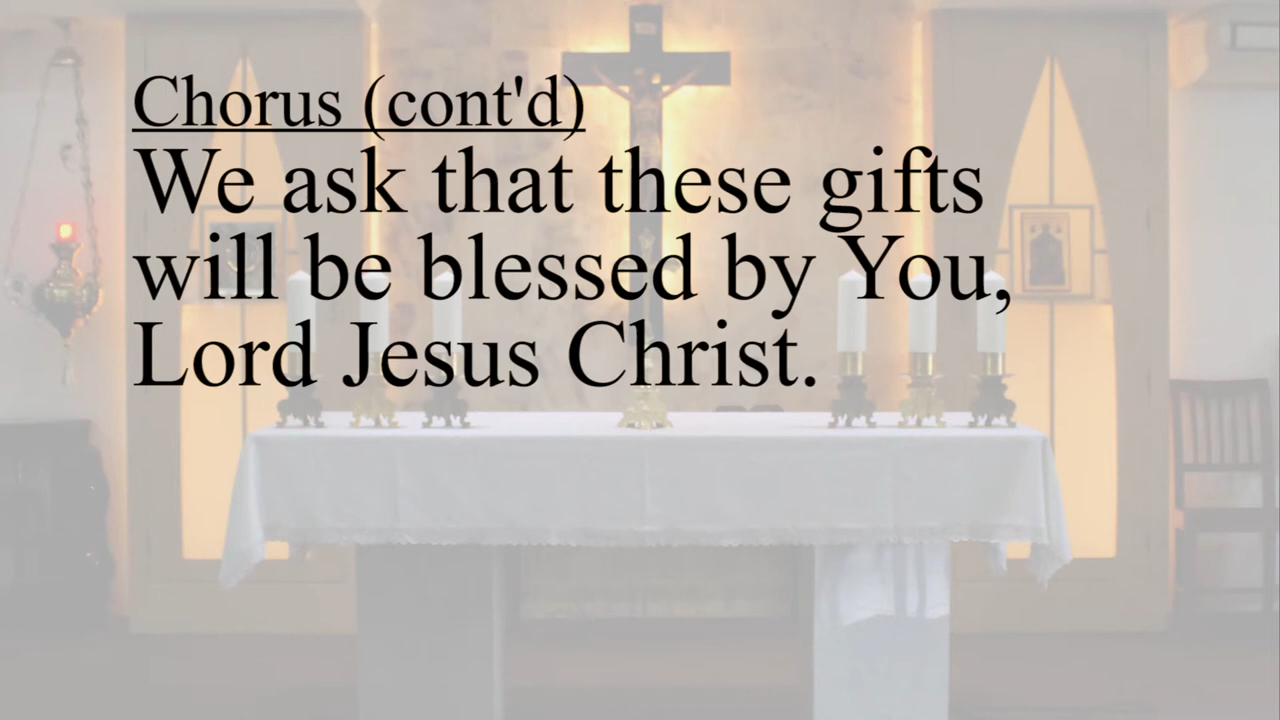 Chorus (cont'd)
We ask that these gifts
will be blessed by You,
Lord Jesus Christ.